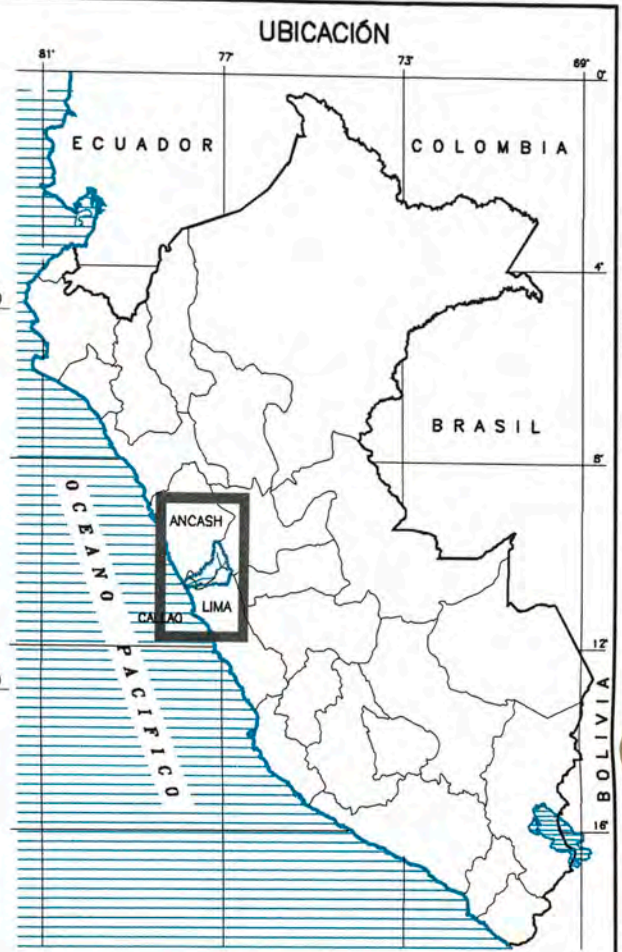 UBICACIÓN
81° 77° 73° 69°
0°
ECUADOR COLOMBIA
4°
BRASIL
8°
OCEANO PACIFICO
ANCASH
LIMA
CALLAO
12°
BOLIVIA
16°